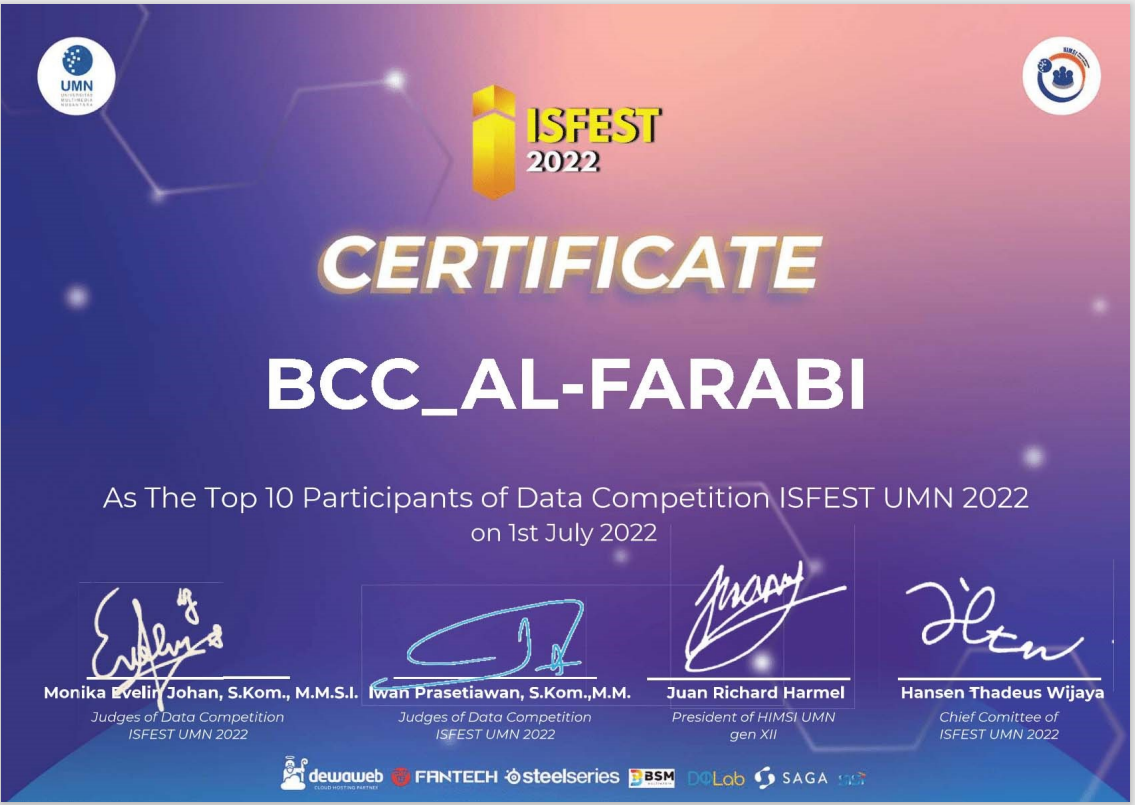 UMN
UNIVERSITAS
MULTIMEDIA
NUSANTARA
HIMSI
ISFEST
2022
CERTIFICATE
BCC_AL-FARABI
As The Top 10 Participants of Data Competition ISFEST UMN 2022
on 1st July 2022
Monika Evelin Johan, S.Kom., M.M.S.I.
Judges of Data Competition
ISFEST UMN 2022
Iwan Prasetiawan, S.Kom.,M.M.
Judges of Data Competition
ISFEST UMN 2022
Juan Richard Harmel
President of HIMSI UMN
gen XII
Hansen Thadeus Wijaya
Chief Comittee of
ISFEST UMN 2022
dewaweb
CLOUD HOSTING PARTNER
FANTECH
steelseries
BSM
DQLab
SAGA